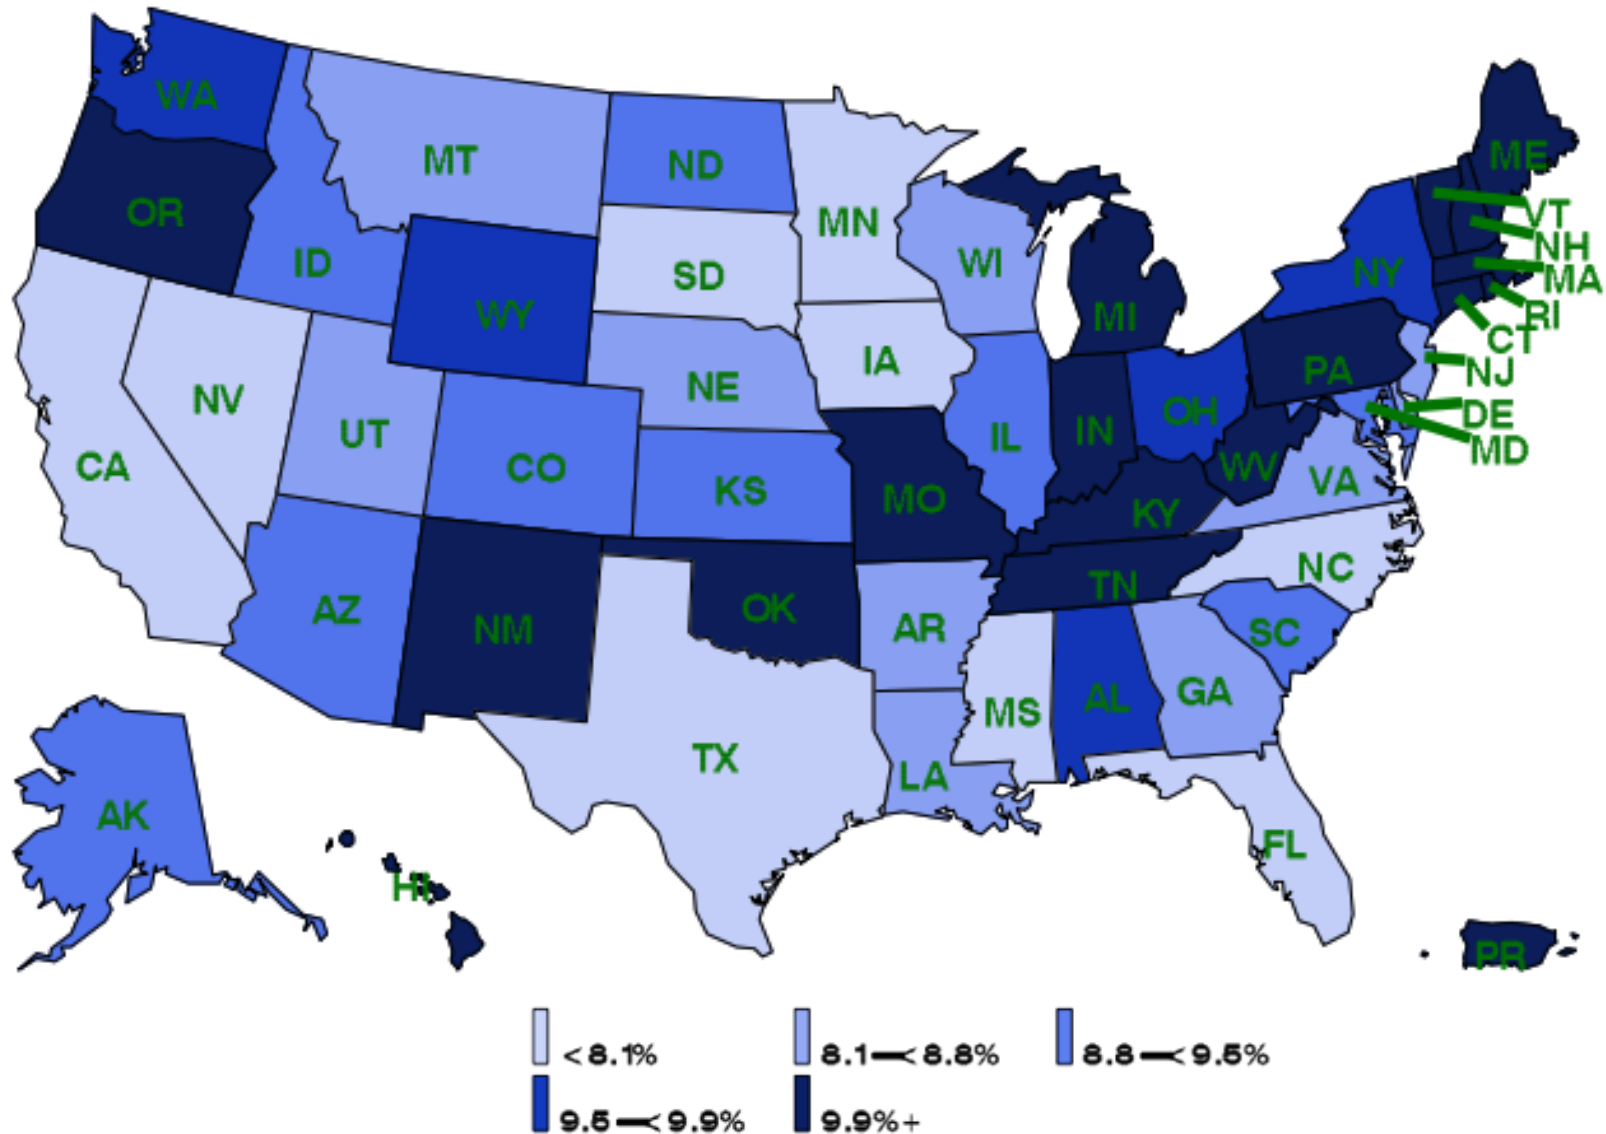 WA
ME
MT
ND
OR
VT
MN
NH
ID
WI
NY
SD
MA
WY
MI
RI
CT
IA
PA
NJ
NE
NV
OH
DE
UT
IN
IL
MD
CA
CO
WV
VA
KS
MO
KY
NC
TN
AZ
OK
NM
AR
SC
GA
AL
MS
TX
LA
AK
FL
HI
PR
<8.1%
8.1—<8.8%
8.8—<9.5%
9.5—<9.9%
9.9%+